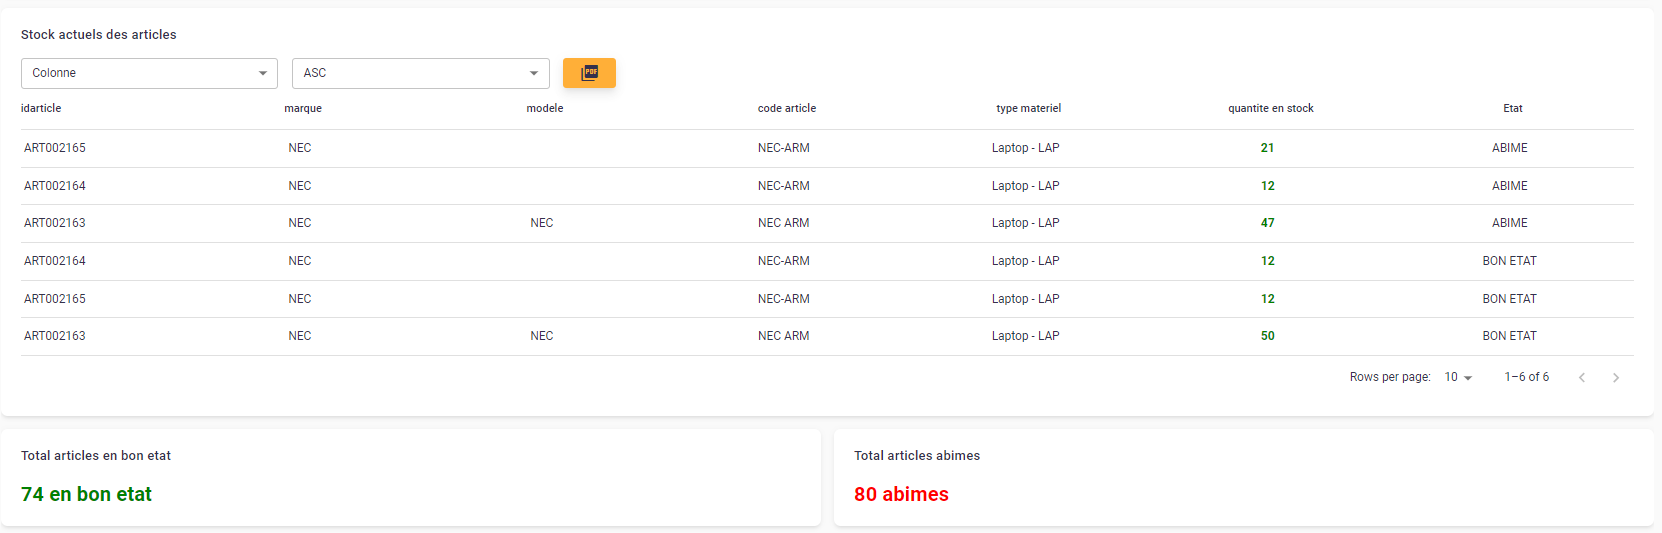 Stock actuels des articles
Colonne ASC PDF
idarticle marque modele code article type materiel quantite en stock Etat
ART002165 NEC NEC-ARM Laptop - LAP 21 ABIME
ART002164 NEC NEC-ARM Laptop - LAP 12 ABIME
ART002163 NEC NEC NEC ARM Laptop - LAP 47 ABIME
ART002164 NEC NEC-ARM Laptop - LAP 12 BON ETAT
ART002165 NEC NEC-ARM Laptop - LAP 12 BON ETAT
ART002163 NEC NEC NEC ARM Laptop - LAP 50 BON ETAT
Rows per page: 10 1–6 of 6
Total articles en bon etat
74 en bon etat
Total articles abimes
80 abimes